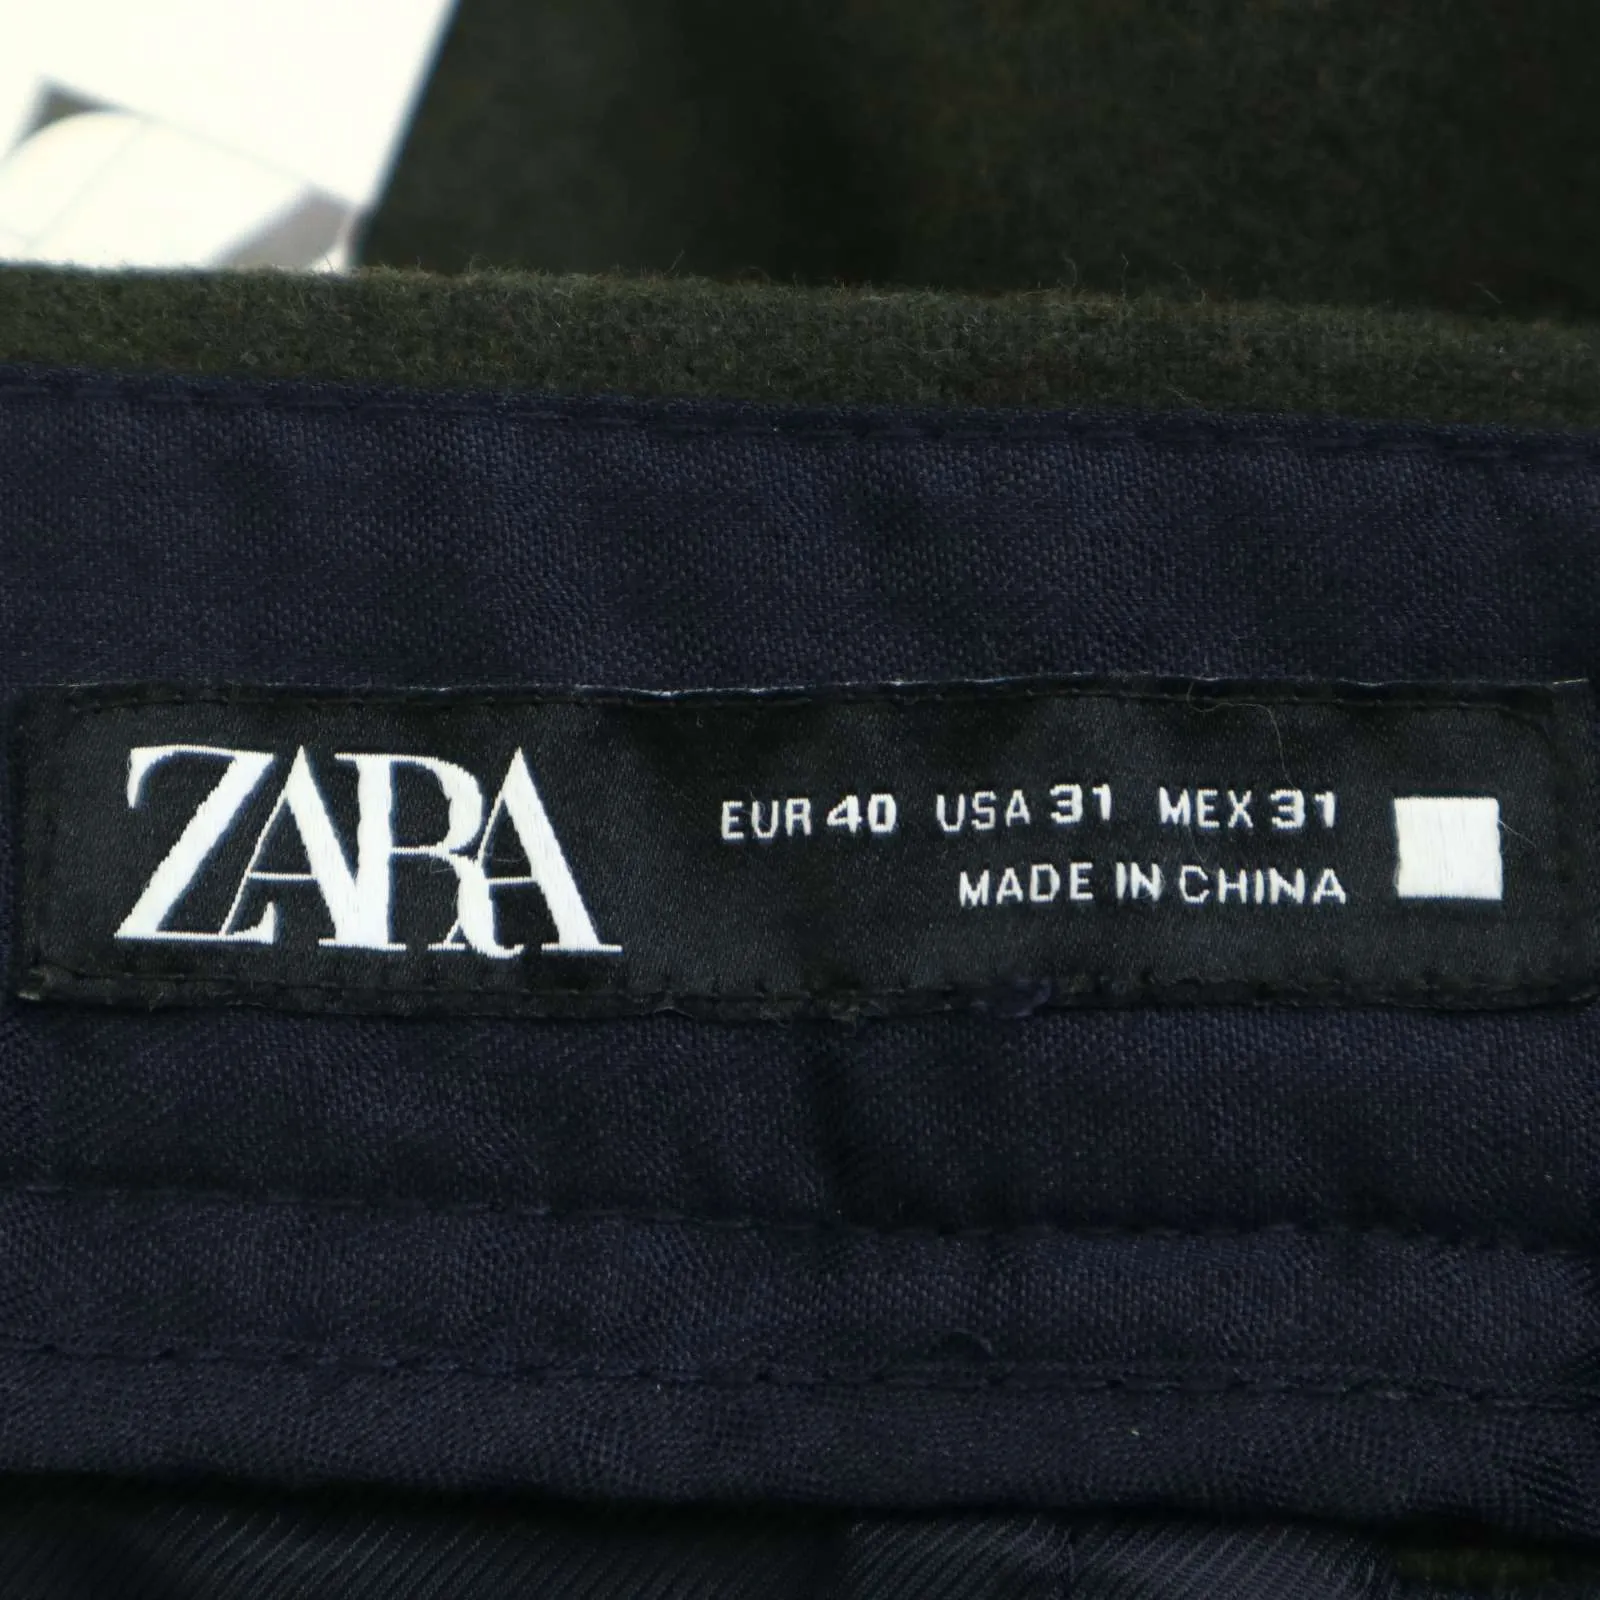 ZARA
EUR 40 USA 31 MEX 31
MADE IN CHINA